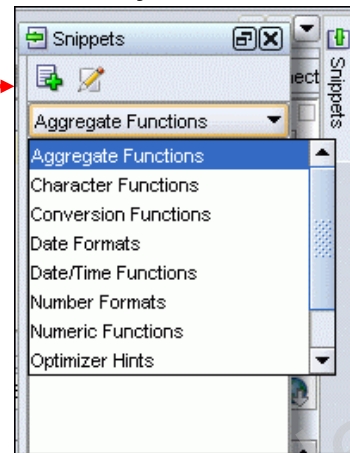 Snippets
ect
Snippets
Aggregate Functions
Aggregate Functions
Character Functions
Conversion Functions
Date Formats
Date/Time Functions
Number Formats
Numeric Functions
Optimizer Hints